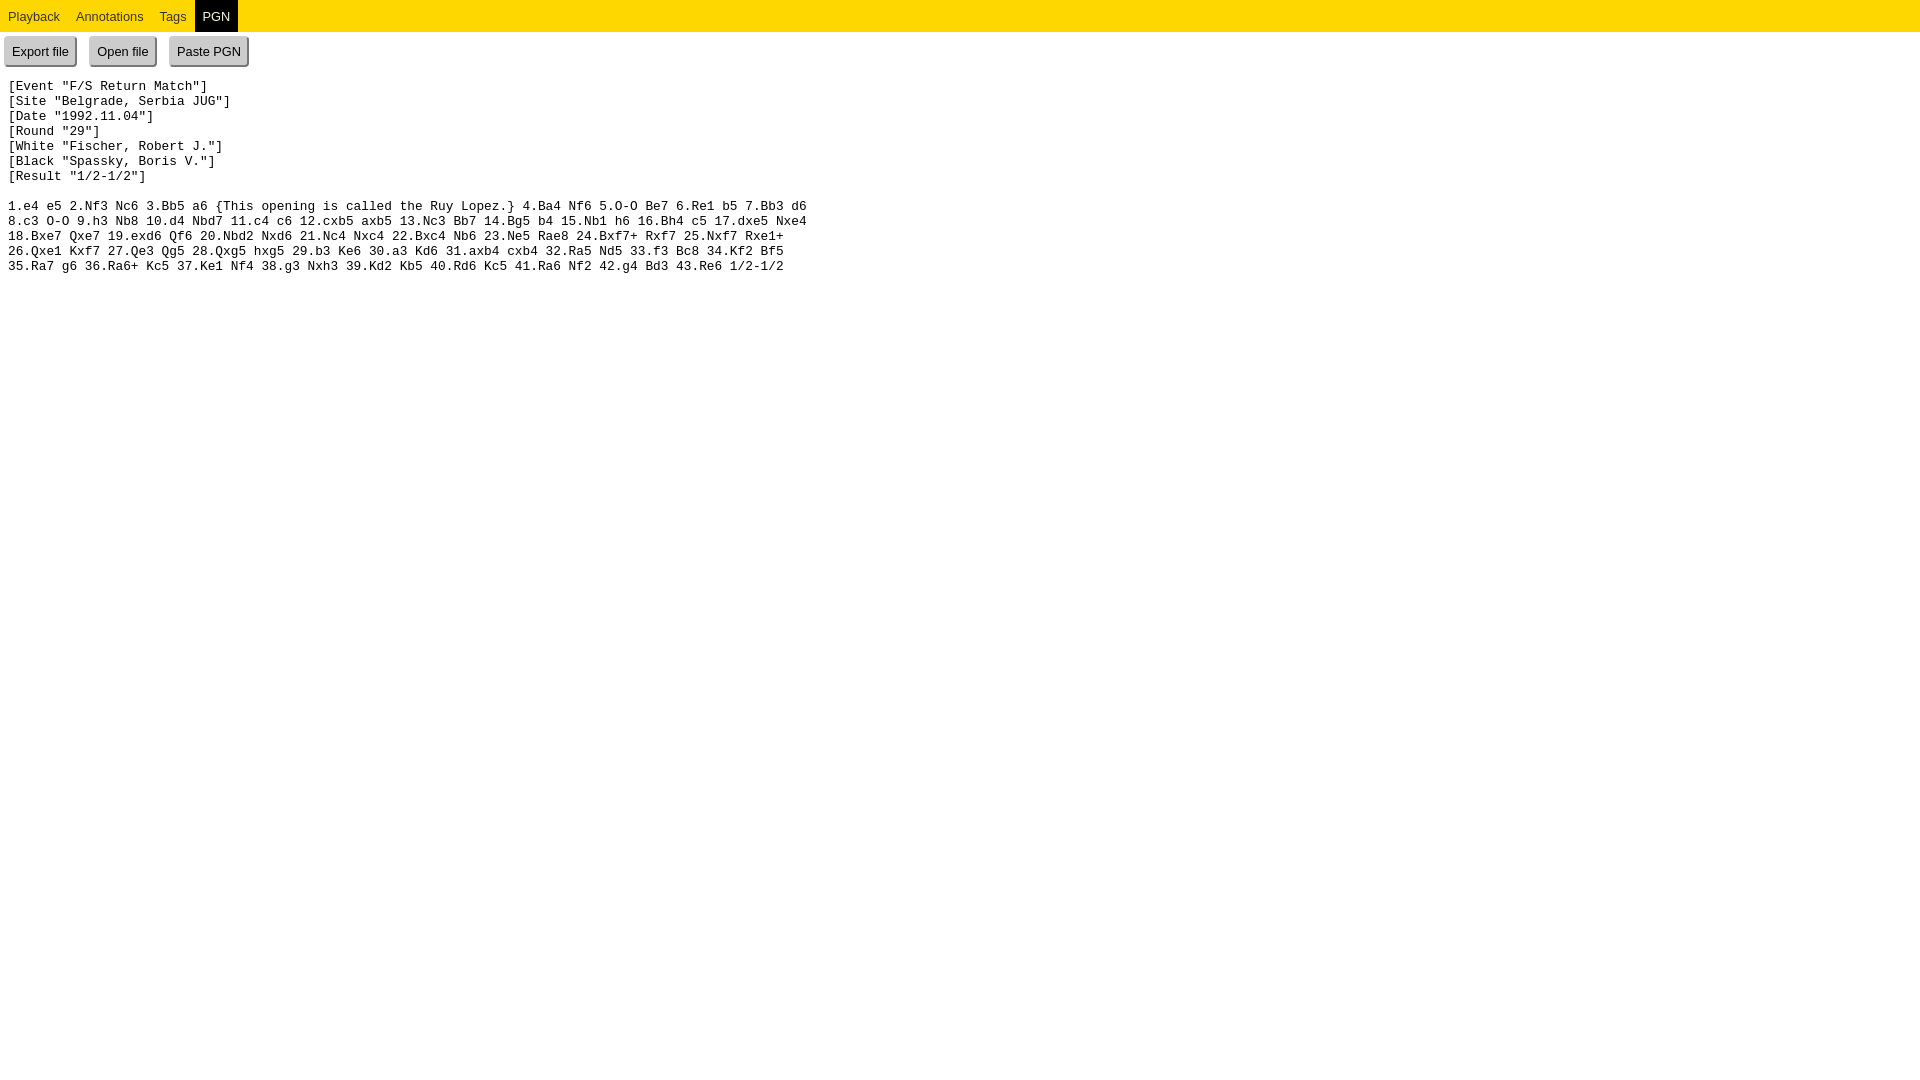 Playback Annotations Tags PGN
Export file Open file Paste PGN
[Event "F/S Return Match"]
[Site "Belgrade, Serbia JUG"]
[Date "1992.11.04"]
[Round "29"]
[White "Fischer, Robert J."]
[Black "Spassky, Boris V."]
[Result "1/2-1/2"]
1.e4 e5 2.Nf3 Nc6 3.Bb5 a6 {This opening is called the Ruy Lopez.} 4.Ba4 Nf6 5.O-O Be7 6.Re1 b5 7.Bb3 d6
8.c3 O-O 9.h3 Nb8 10.d4 Nbd7 11.c4 c6 12.cxb5 axb5 13.Nc3 Bb7 14.Bg5 b4 15.Nb1 h6 16.Bh4 c5 17.dxe5 Nxe4
18.Bxe7 Qxe7 19.exd6 Qf6 20.Nbd2 Nxd6 21.Nc4 Nxc4 22.Bxc4 Nb6 23.Ne5 Rae8 24.Bxf7+ Rxf7 25.Nxf7 Rxe1+
26.Qxe1 Kxf7 27.Qe3 Qg5 28.Qxg5 hxg5 29.b3 Ke6 30.a3 Kd6 31.axb4 cxb4 32.Ra5 Nd5 33.f3 Bc8 34.Kf2 Bf5
35.Ra7 g6 36.Ra6+ Kc5 37.Ke1 Nf4 38.g3 Nxh3 39.Kd2 Kb5 40.Rd6 Kc5 41.Ra6 Nf2 42.g4 Bd3 43.Re6 1/2-1/2